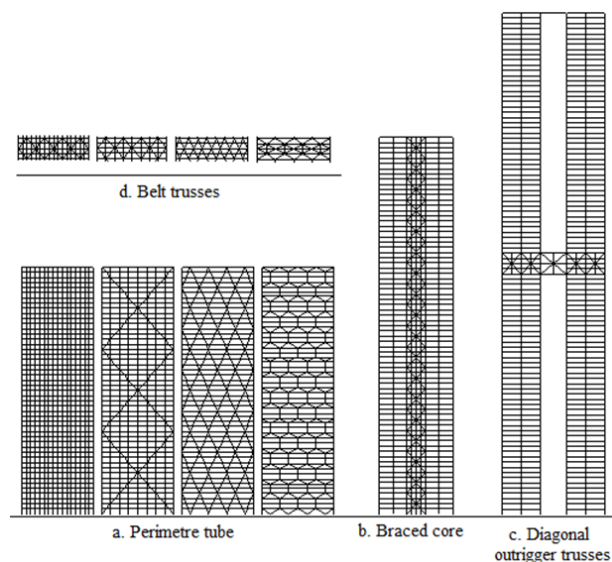 d. Belt trusses
a. Perimetre tube
b. Braced core
c. Diagonal
outrigger trusses